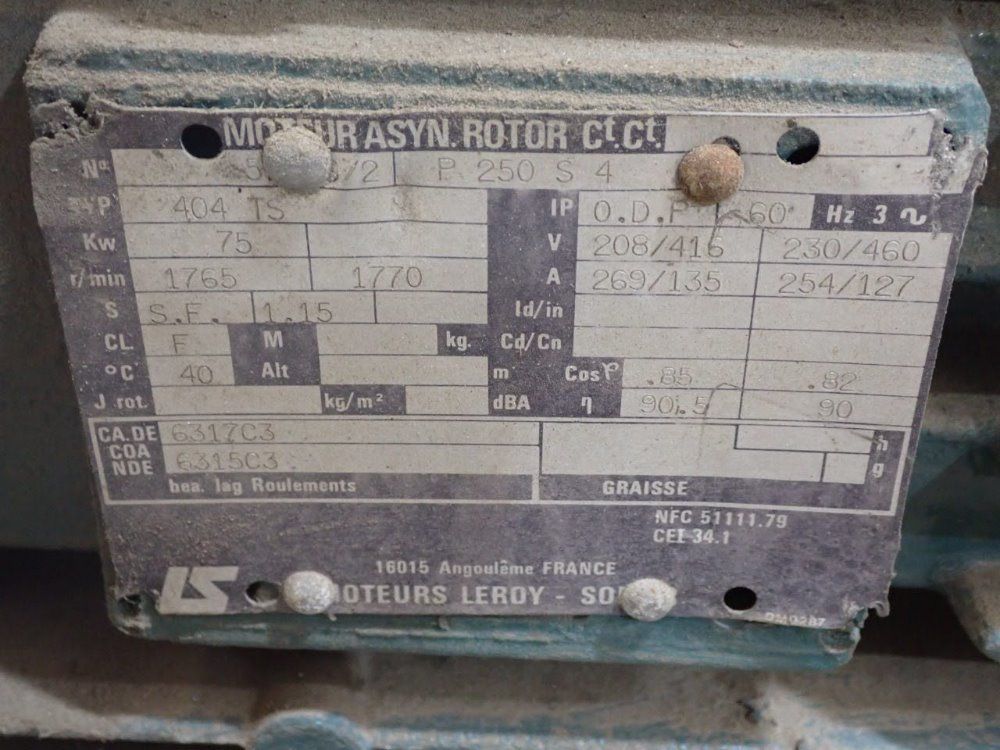 MOTEUR ASYN. ROTOR Ct. Ct.
No 5 /2 P 250 S 4
404 TS IP O.D.P 60 Hz 3 ~
Kw 75 V 208/416 230/460
r/min 1765 1770 A 269/135 254/127
S S.F. 1.15 Id/in
CL. F M kg. Cd/Cn
°C 40 Alt m Cos φ .85 .82
J rot. kg/m² dBA η 90.5 90
CA.DE 6317C3 h
COA
NDE 6315C3 g
bea. lag Roulements GRAISSE
NFC 51111.79
CEI 34.1
16015 Angoulême FRANCE
LS MOTEURS LEROY - SO